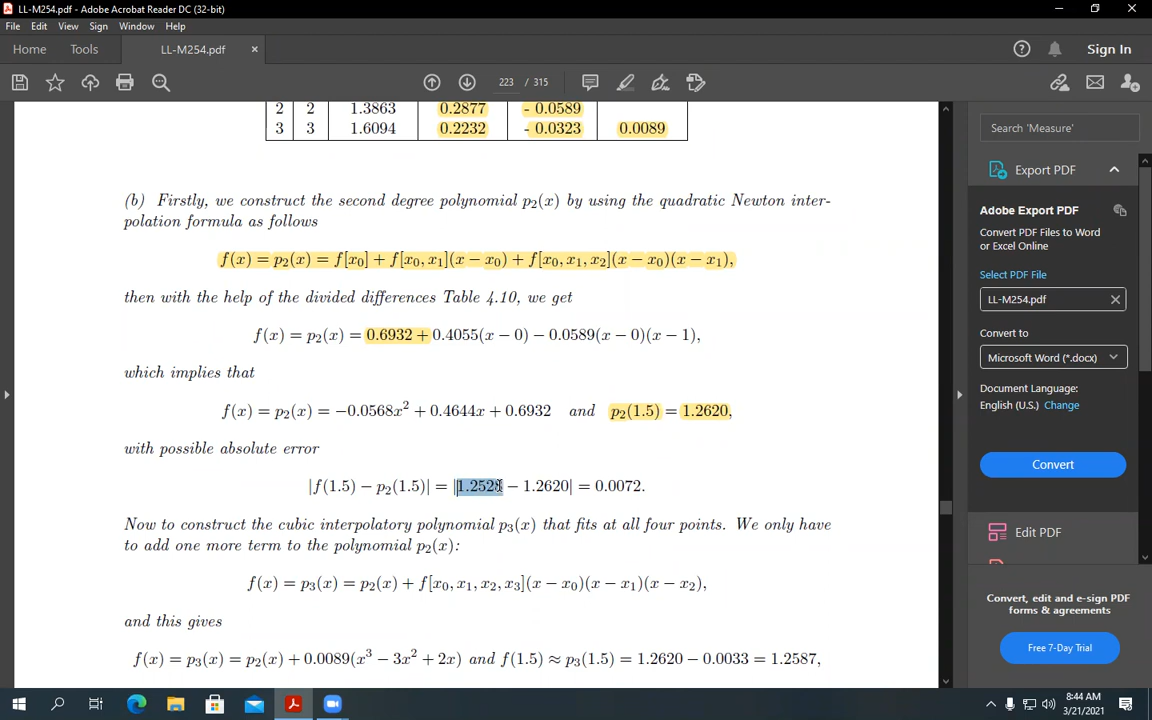 LL-M254.pdf - Adobe Acrobat Reader DC (32-bit)
File Edit View Sign Window Help
Home Tools LL-M254.pdf × Sign In
223 / 315
2 2 1.3863 0.2877 - 0.0589
3 3 1.6094 0.2232 - 0.0323 0.0089
(b) Firstly, we construct the second degree polynomial p₂(x) by using the quadratic Newton inter-
polation formula as follows
f(x) = p₂(x) = f[x₀] + f[x₀, x₁](x − x₀) + f[x₀, x₁, x₂](x − x₀)(x − x₁),
then with the help of the divided differences Table 4.10, we get
f(x) = p₂(x) = 0.6932 + 0.4055(x − 0) − 0.0589(x − 0)(x − 1),
which implies that
f(x) = p₂(x) = −0.0568x² + 0.4644x + 0.6932 and p₂(1.5) = 1.2620,
with possible absolute error
|f(1.5) − p₂(1.5)| = |1.2528 − 1.2620| = 0.0072.
Now to construct the cubic interpolatory polynomial p₃(x) that fits at all four points. We only have
to add one more term to the polynomial p₂(x):
f(x) = p₃(x) = p₂(x) + f[x₀, x₁, x₂, x₃](x − x₀)(x − x₁)(x − x₂),
and this gives
f(x) = p₃(x) = p₂(x) + 0.0089(x³ − 3x² + 2x) and f(1.5) ≈ p₃(1.5) = 1.2620 − 0.0033 = 1.2587,
Search 'Measure'
Export PDF
Adobe Export PDF
Convert PDF Files to Word
or Excel Online
Select PDF File
LL-M254.pdf
Convert to
Microsoft Word (*.docx)
Document Language:
English (U.S.) Change
Convert
Edit PDF
Convert, edit and e-sign PDF
forms & agreements
Free 7-Day Trial
8:44 AM
3/21/2021